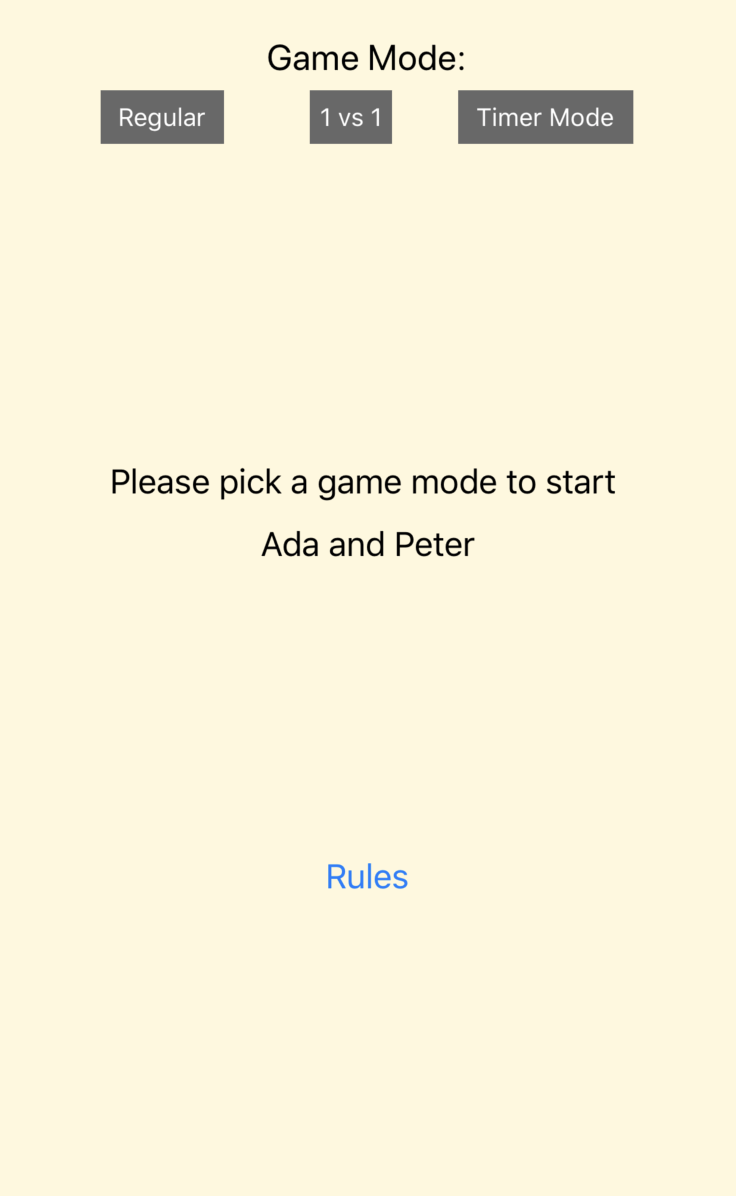 Game Mode:
Regular 1 vs 1 Timer Mode
Please pick a game mode to start
Ada and Peter
Rules